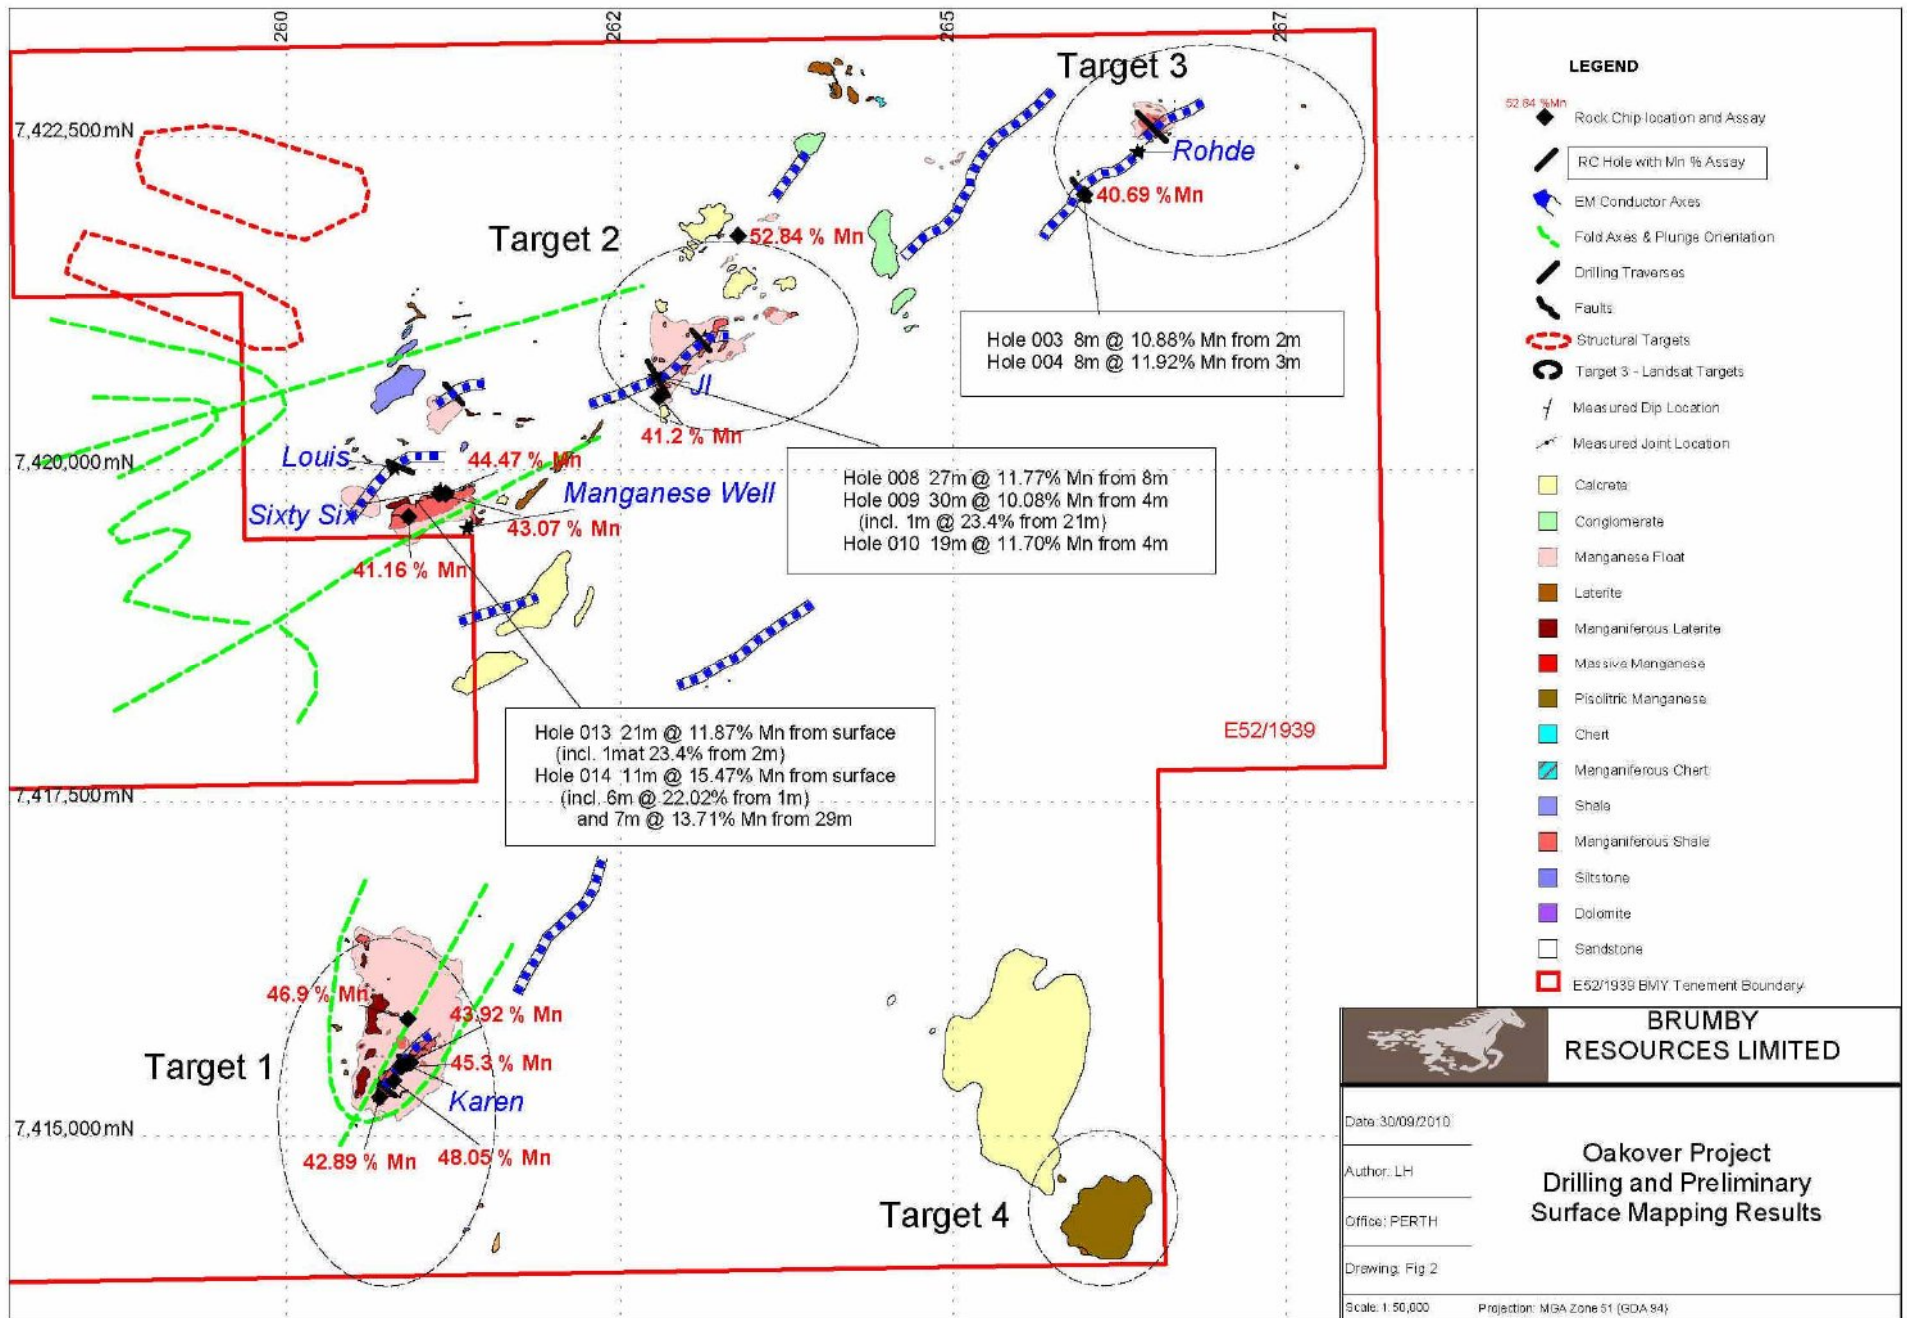 260
262
265
267
7,422,500 mN
7,420,000 mN
7,417,500 mN
7,415,000 mN
Target 3
Rohde
40.69 % Mn
Target 2
52.84 % Mn
Hole 003 8m @ 10.88% Mn from 2m
Hole 004 8m @ 11.92% Mn from 3m
JI
41.2 % Mn
Louis
44.47 % Mn
Manganese Well
Sixty Six
43.07 % Mn
41.16 % Mn
Hole 008 27m @ 11.77% Mn from 8m
Hole 009 30m @ 10.08% Mn from 4m
(incl. 1m @ 23.4% from 21m)
Hole 010 19m @ 11.70% Mn from 4m
E52/1939
Hole 013 21m @ 11.87% Mn from surface
(incl. 1mat 23.4% from 2m)
Hole 014 11m @ 15.47% Mn from surface
(incl. 6m @ 22.02% from 1m)
and 7m @ 13.71% Mn from 29m
46.9 % Mn
43.92 % Mn
Target 1
45.3 % Mn
Karen
42.89 % Mn
48.05 % Mn
Target 4
LEGEND
52.84 %Mn
Rock Chip location and Assay
RC Hole with Mn % Assay
EM Conductor Axes
Fold Axes & Plunge Orientation
Drilling Traverses
Faults
Structural Targets
Target 3 - Landsat Targets
Measured Dip Location
Measured Joint Location
Calcrete
Conglomerate
Manganese Float
Laterite
Manganiferous Laterite
Massive Manganese
Pisolitric Manganese
Chert
Manganiferous Chert
Shale
Manganiferous Shale
Siltstone
Dolomite
Sandstone
E52/1939 BMY Tenement Boundary
BRUMBY
RESOURCES LIMITED
Date: 30/09/2010
Author: LH
Office: PERTH
Drawing: Fig 2
Oakover Project
Drilling and Preliminary
Surface Mapping Results
Scale: 1:50,000
Projection: MGA Zone 51 (GDA 94)